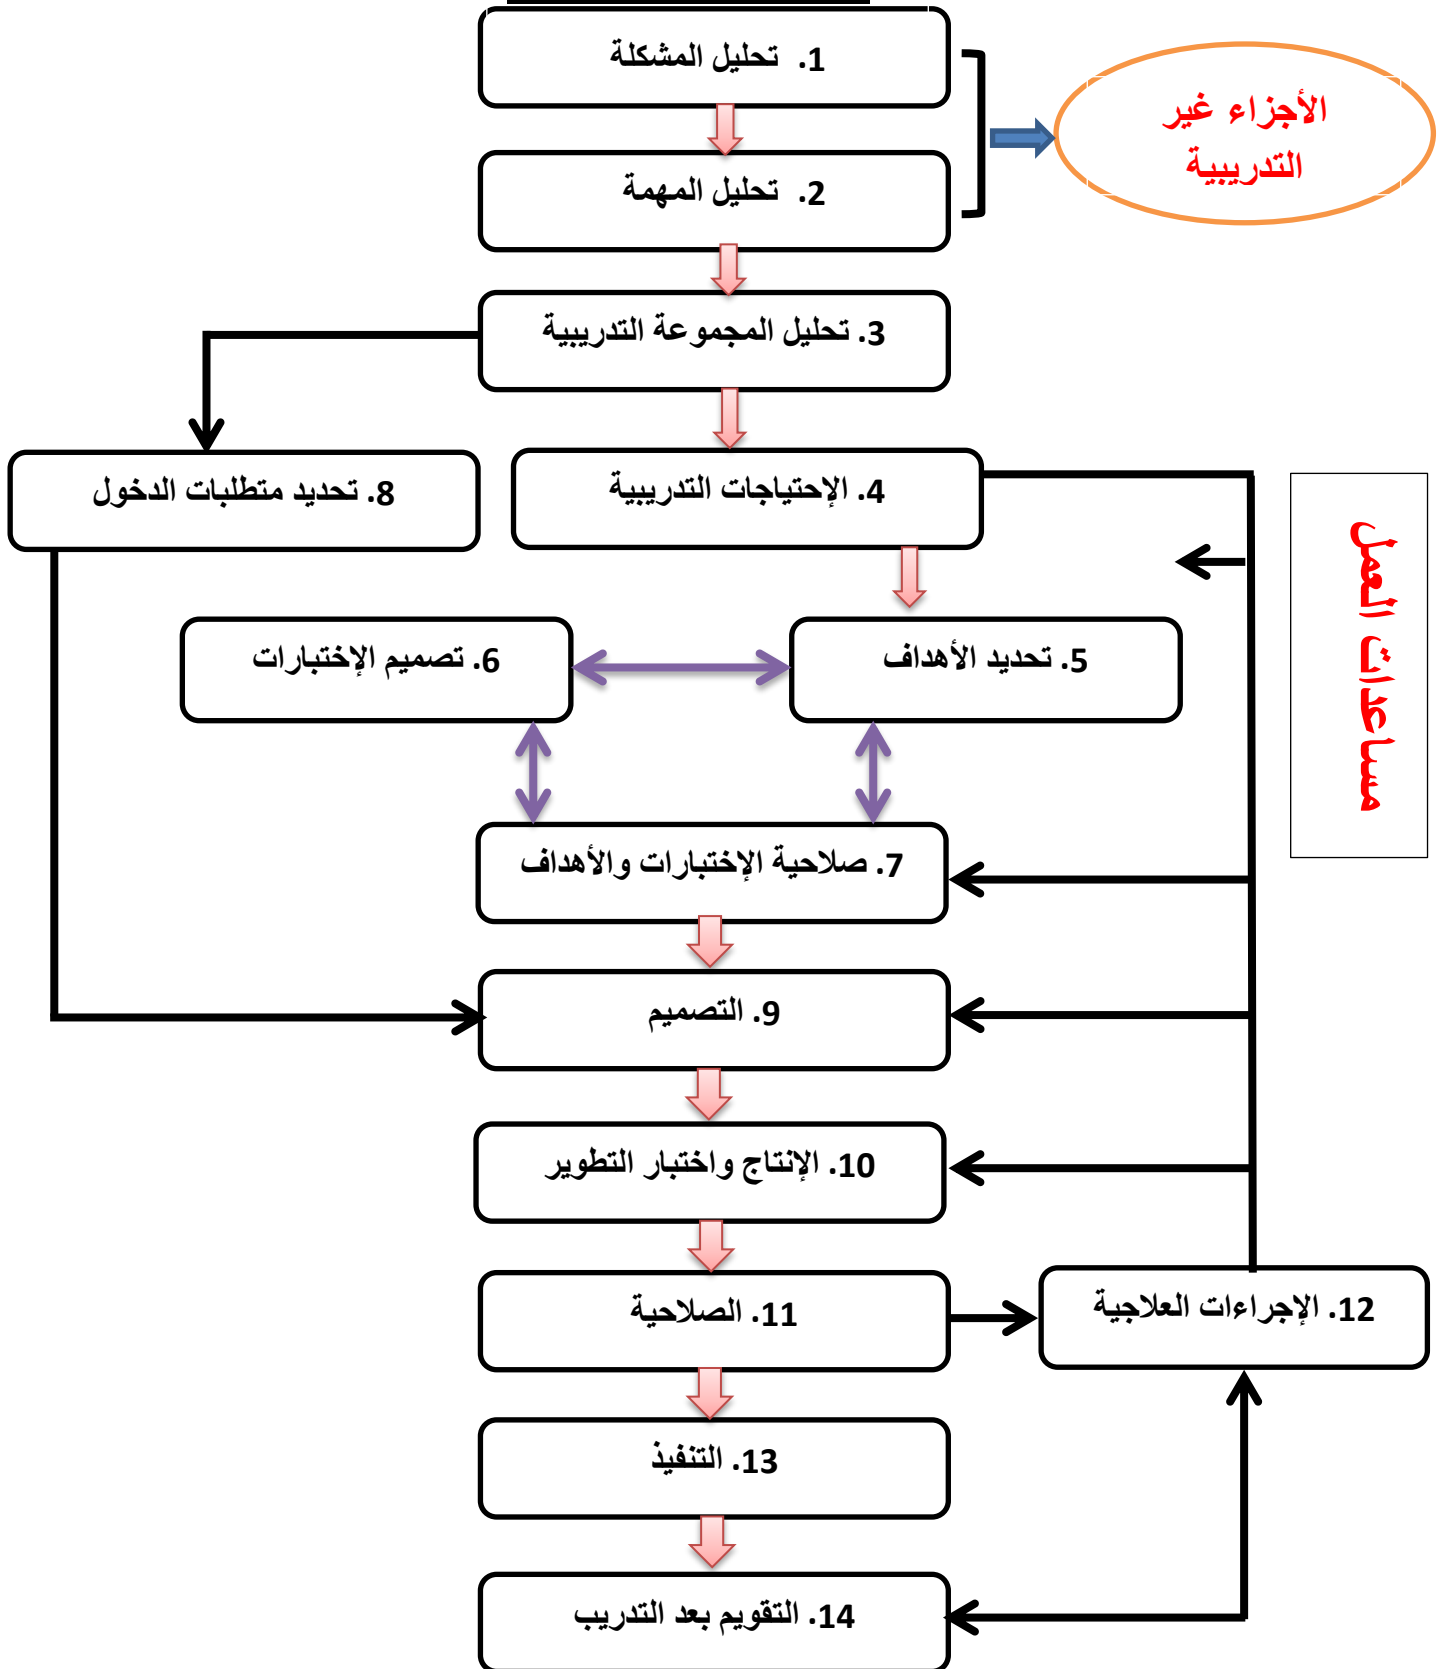 1. تحليل المشكلة
الأجزاء غير
التدريبية
2. تحليل المهمة
3. تحليل المجموعة التدريبية
4. الإحتياجات التدريبية
8. تحديد متطلبات الدخول
مساعدات العمل
5. تحديد الأهداف
6. تصميم الإختبارات
7. صلاحية الإختبارات والأهداف
9. التصميم
10. الإنتاج واختبار التطوير
11. الصلاحية
12. الإجراءات العلاجية
13. التنفيذ
14. التقويم بعد التدريب